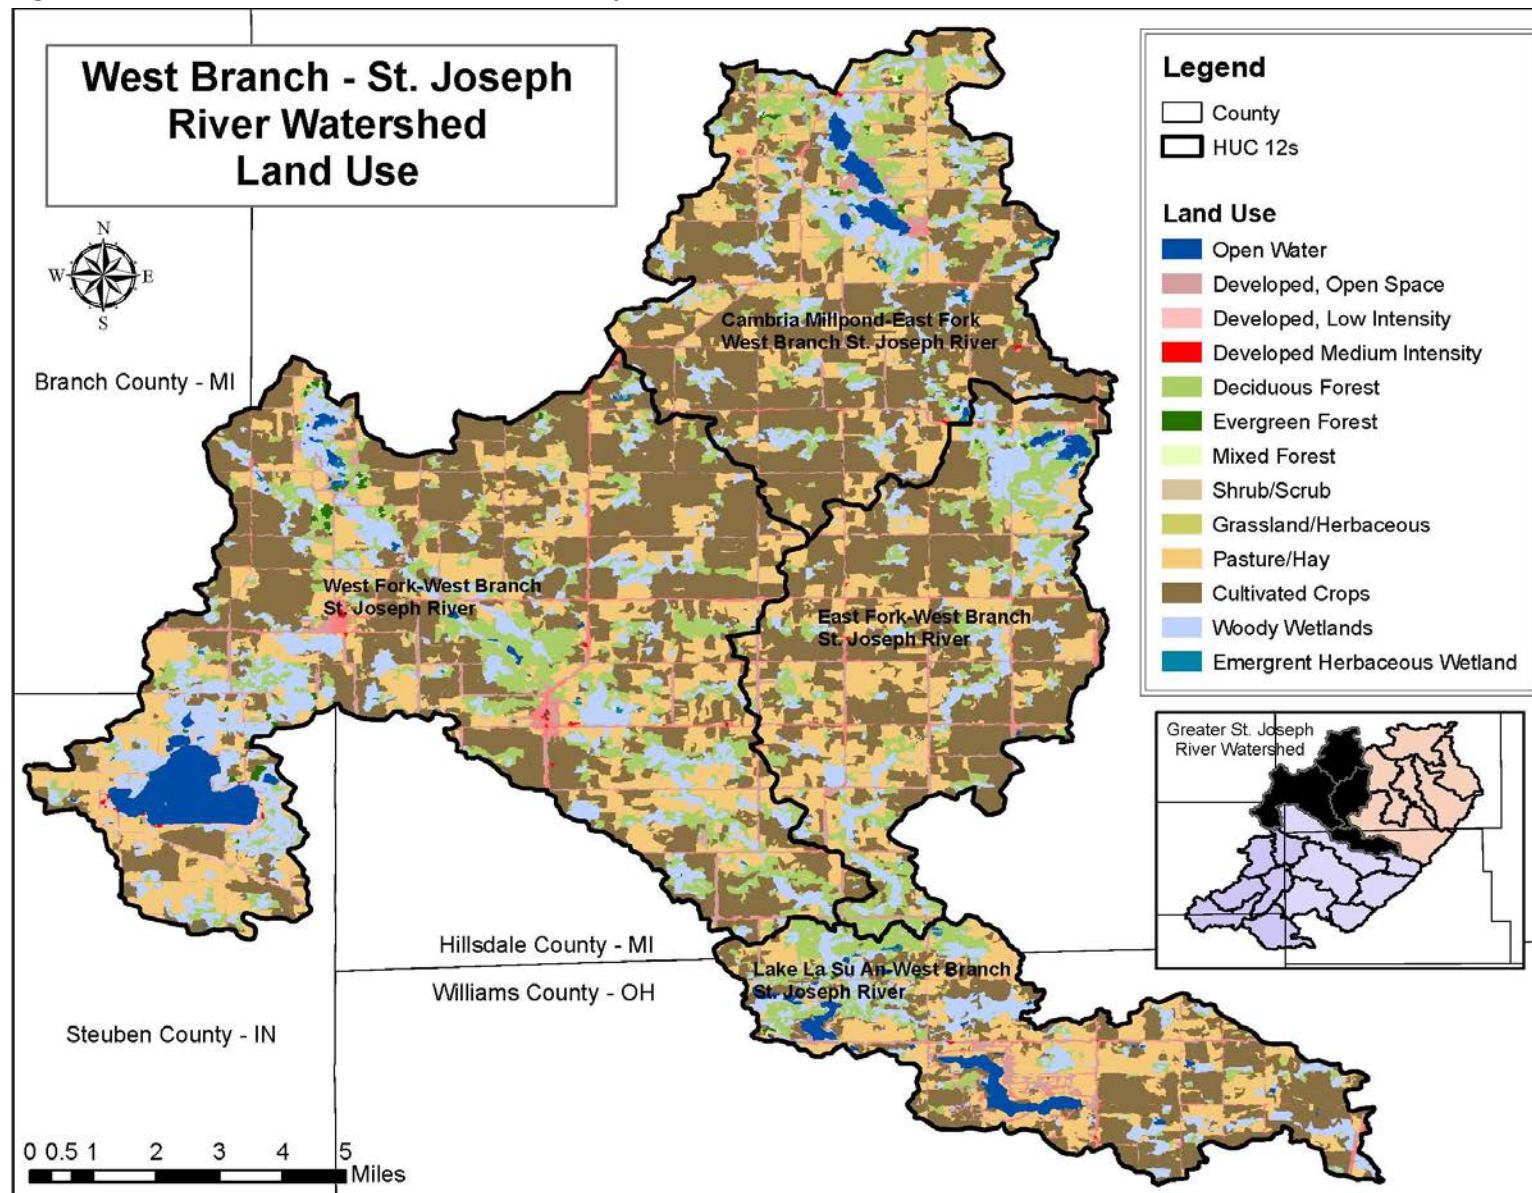 West Branch - St. Joseph
River Watershed
Land Use
N
W
E
S
Branch County - MI
Cambria Millpond-East Fork
West Branch St. Joseph River
West Fork-West Branch
St. Joseph River
East Fork-West Branch
St. Joseph River
Hillsdale County - MI
Williams County - OH
Steuben County - IN
Lake La Su An-West Branch
St. Joseph River
0 0.5 1 2 3 4 5
Miles
Legend
County
HUC 12s
Land Use
Open Water
Developed, Open Space
Developed, Low Intensity
Developed Medium Intensity
Deciduous Forest
Evergreen Forest
Mixed Forest
Shrub/Scrub
Grassland/Herbaceous
Pasture/Hay
Cultivated Crops
Woody Wetlands
Emergrent Herbaceous Wetland
Greater St. Joseph
River Watershed